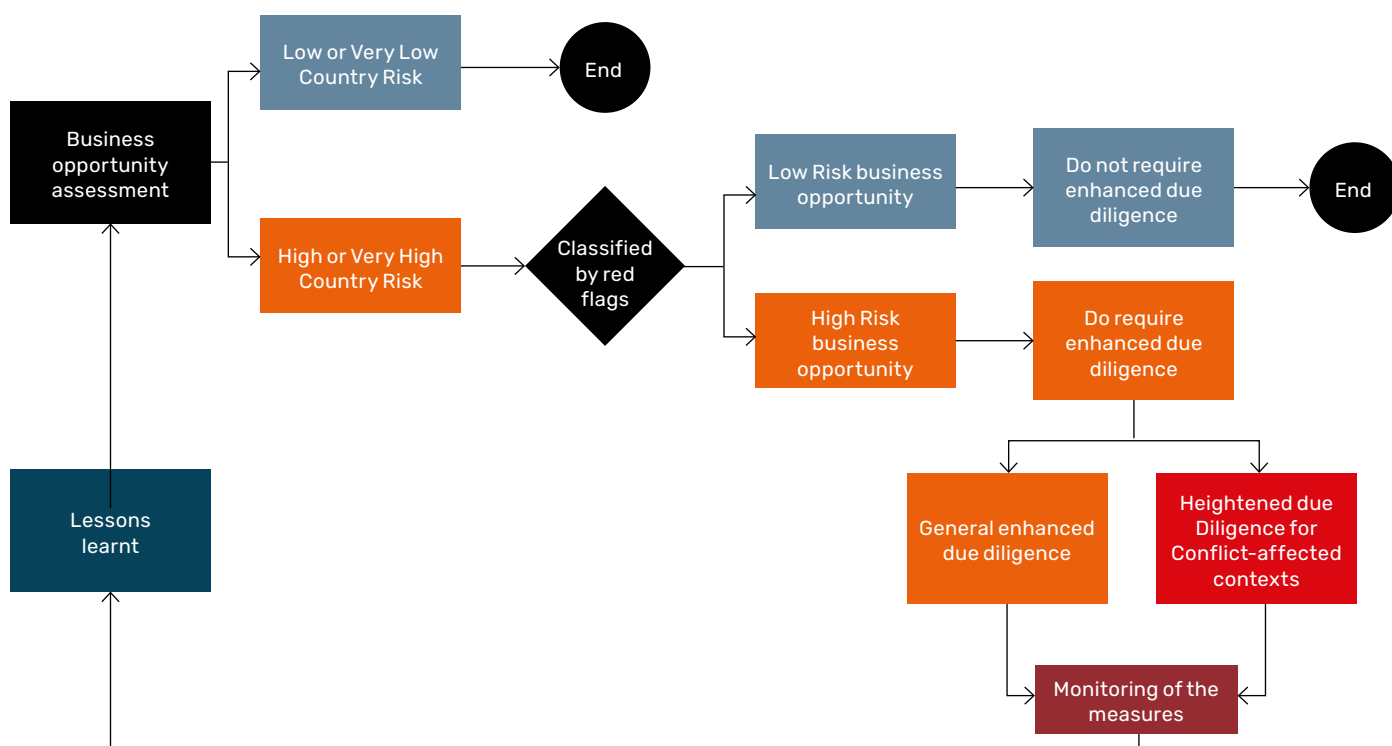 Low or Very Low
Country Risk
End
Business
opportunity
assessment
High or Very High
Country Risk
Classified
by red
flags
Low Risk business
opportunity
Do not require
enhanced due
diligence
End
High Risk
business
opportunity
Do require
enhanced due
diligence
Lessons
learnt
General enhanced
due diligence
Heightened due
Diligence for
Conflict-affected
contexts
Monitoring of the
measures